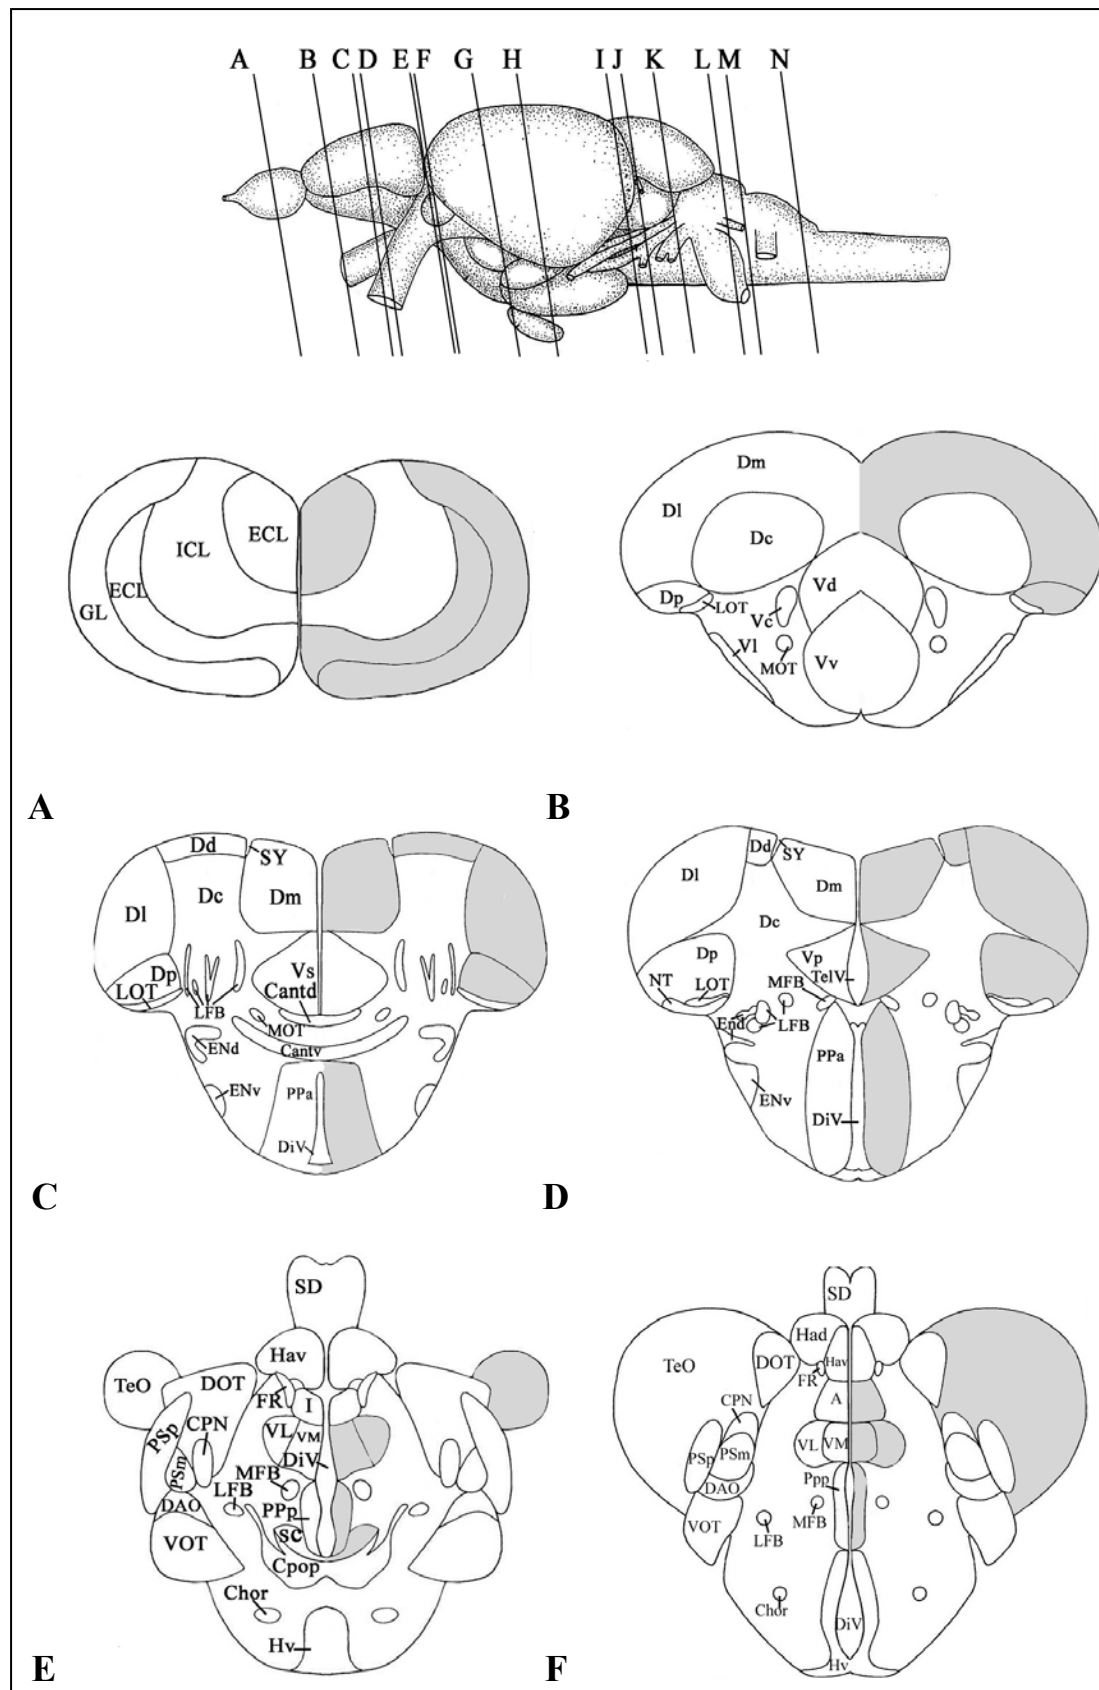 A B C D E F G H I J K L M N
GL ECL ICL ECL
A
Dm
Dl
Dc
Dp
LOT
Vc
Vd
Vl
MOT
Vv
B
Dd
SY
Dl
Dc
Dm
Dp
LOT
LFB
Vs
Cantd
MOT
Cantv
ENd
ENv
PPa
DiV
C
Dd
SY
Dl
Dm
Dc
Dp
Vp
TelV
NT
LOT
MFB
End
LFB
PPa
ENv
DiV
D
SD
Hav
TeO
DOT
FR
I
PSp
CPN
VL
VM
PSm
DiV
MFB
LFB
DAO
PPp
SC
VOT
Cpop
Chor
Hv
E
SD
Had
TeO
DOT
Hav
FR
CPN
A
VL
VM
PSp
PSm
Ppp
DAO
VOT
LFB
MFB
Chor
DiV
Hv
F